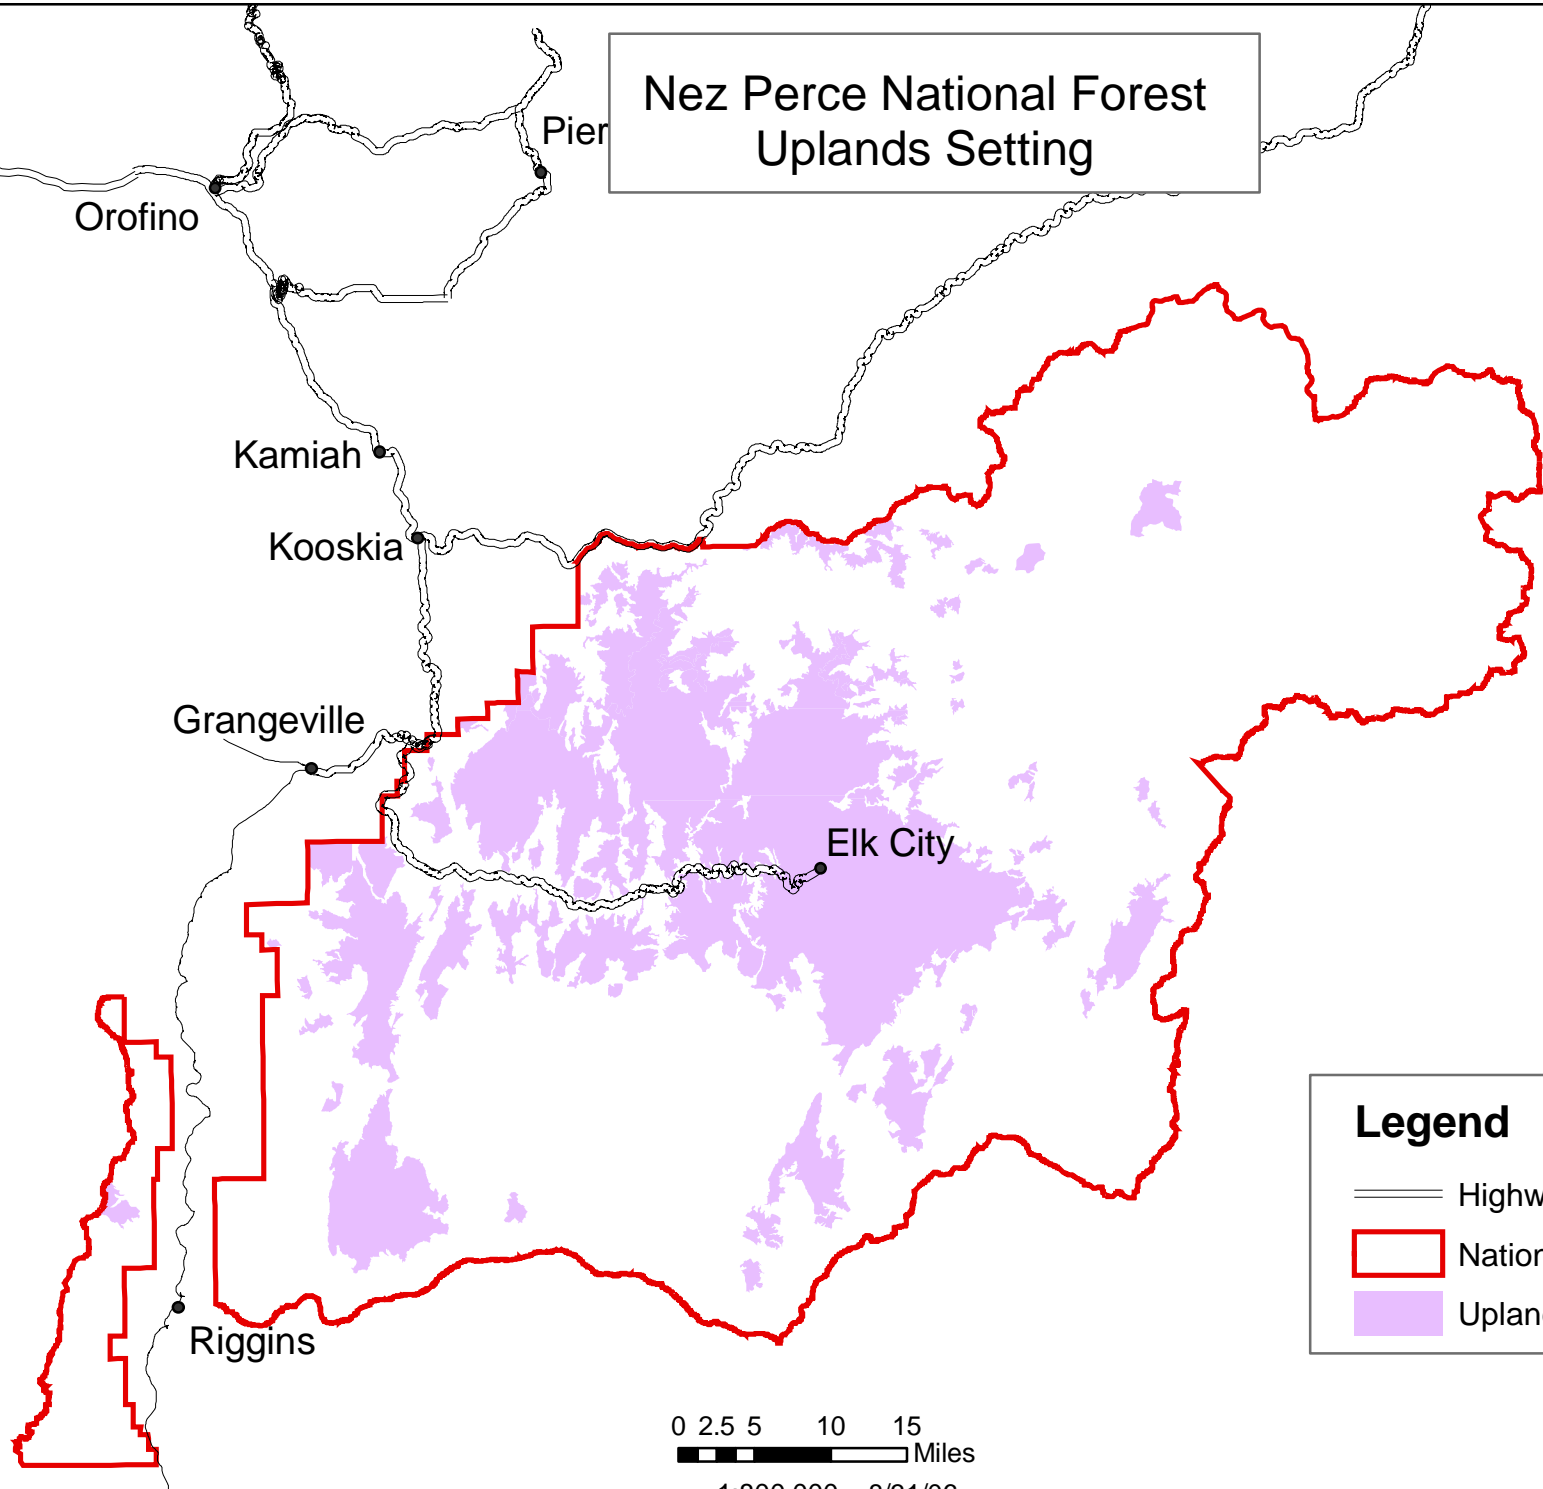 Nez Perce National Forest
Uplands Setting
Pier
Orofino
Kamiah
Kooskia
Grangeville
Elk City
Riggins
Legend
Highw
Nation
Uplan
0 2.5 5 10 15
Miles